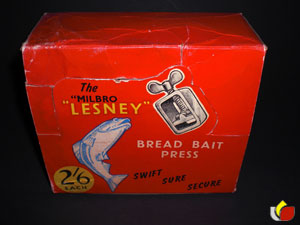 The
"MILBRO
"LESNEY"
BREAD BAIT
PRESS
2/6
EACH
SWIFT
SURE
SECURE